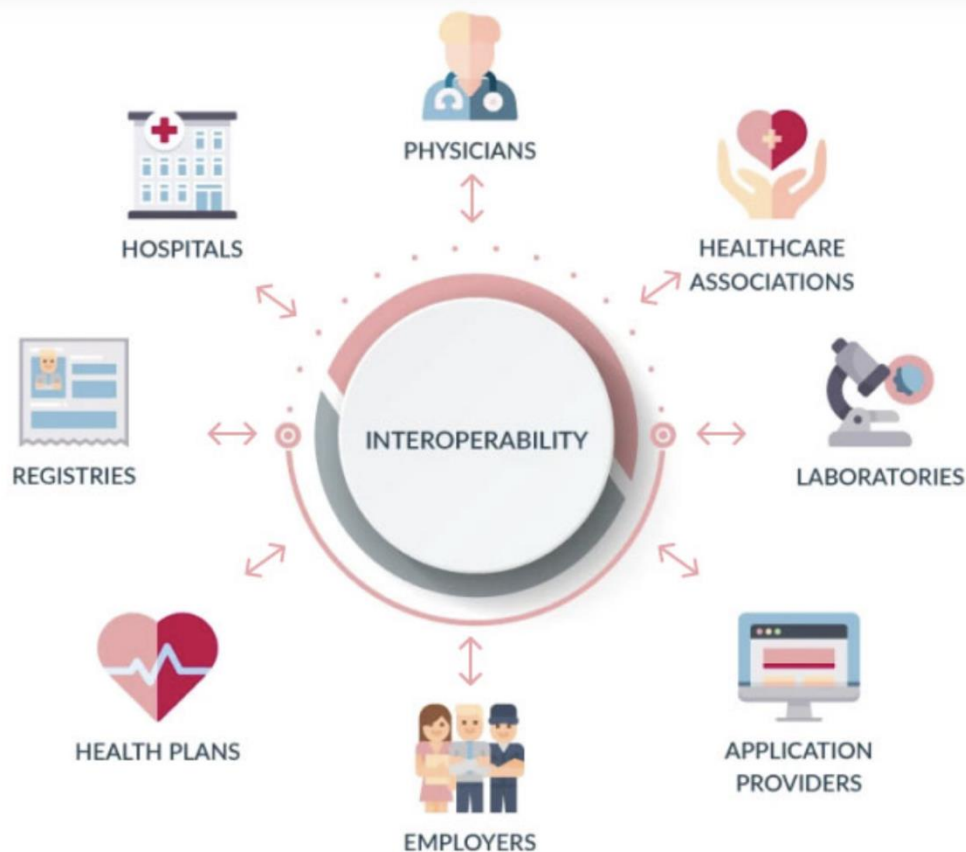 PHYSICIANS
HOSPITALS
HEALTHCARE
ASSOCIATIONS
INTEROPERABILITY
REGISTRIES
LABORATORIES
HEALTH PLANS
APPLICATION
PROVIDERS
EMPLOYERS